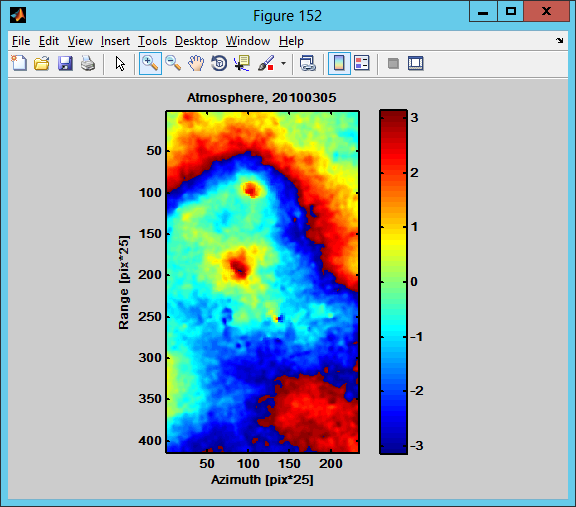 Figure 152
File Edit View Insert Tools Desktop Window Help
Atmosphere, 20100305
50
100
150
200
250
300
350
400
Range [pix*25]
50 100 150 200
Azimuth [pix*25]
3
2
1
0
-1
-2
-3